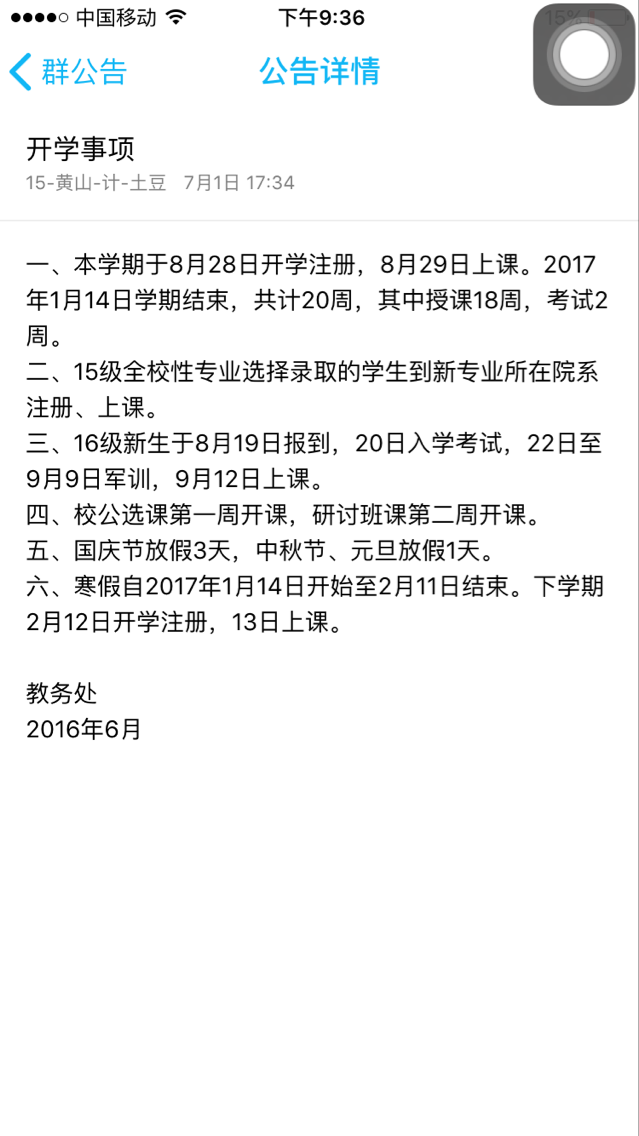 中国移动 下午9:36 15%
群公告 公告详情
开学事项
15-黄山-计-土豆 7月1日 17:34
一、本学期于8月28日开学注册，8月29日上课。2017
年1月14日学期结束，共计20周，其中授课18周，考试2
周。
二、15级全校性专业选择录取的学生到新专业所在院系
注册、上课。
三、16级新生于8月19日报到，20日入学考试，22日至
9月9日军训，9月12日上课。
四、校公选课第一周开课，研讨班课第二周开课。
五、国庆节放假3天，中秋节、元旦放假1天。
六、寒假自2017年1月14日开始至2月11日结束。下学期
2月12日开学注册，13日上课。
教务处
2016年6月